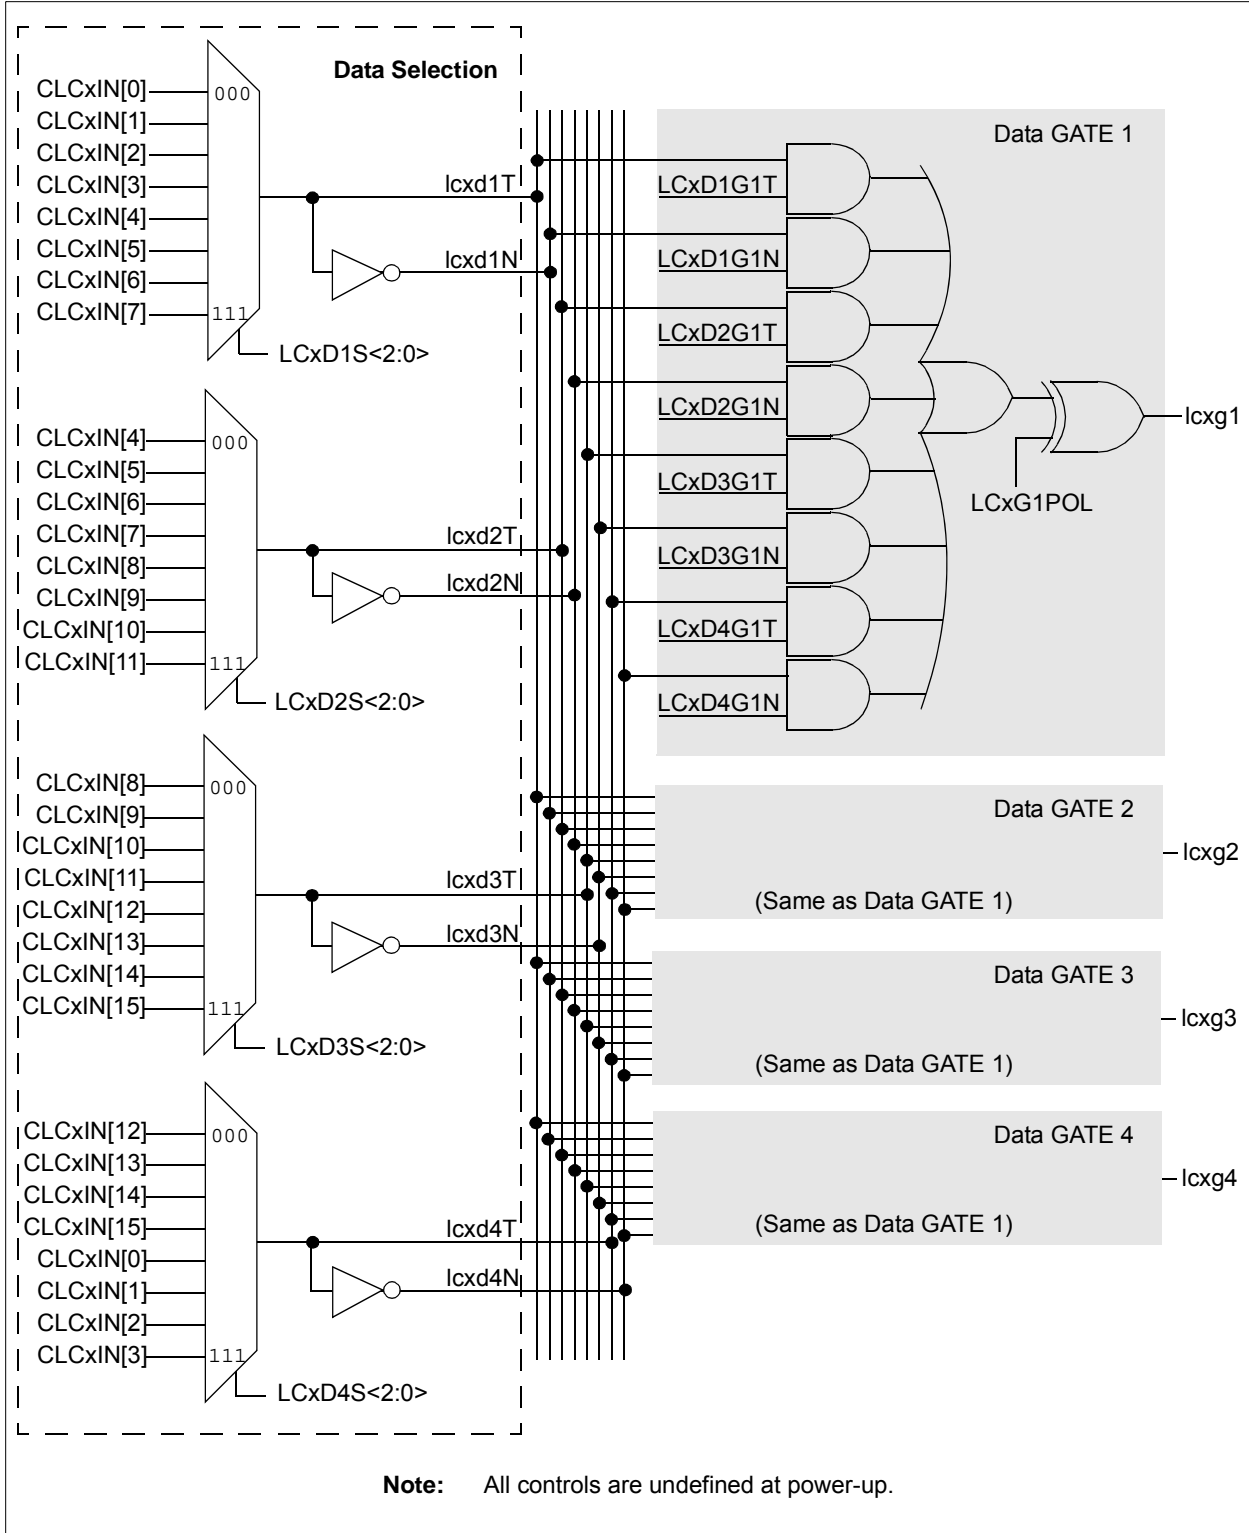 Data Selection
CLCxIN[0]
000
CLCxIN[1]
CLCxIN[2]
CLCxIN[3]
CLCxIN[4]
CLCxIN[5]
CLCxIN[6]
CLCxIN[7]
111
LCxD1S<2:0>
lcxd1T
lcxd1N
CLCxIN[4]
000
CLCxIN[5]
CLCxIN[6]
CLCxIN[7]
CLCxIN[8]
CLCxIN[9]
CLCxIN[10]
CLCxIN[11]
111
LCxD2S<2:0>
lcxd2T
lcxd2N
CLCxIN[8]
000
CLCxIN[9]
CLCxIN[10]
CLCxIN[11]
CLCxIN[12]
CLCxIN[13]
CLCxIN[14]
CLCxIN[15]
111
LCxD3S<2:0>
lcxd3T
lcxd3N
CLCxIN[12]
000
CLCxIN[13]
CLCxIN[14]
CLCxIN[15]
CLCxIN[0]
CLCxIN[1]
CLCxIN[2]
CLCxIN[3]
111
LCxD4S<2:0>
lcxd4T
lcxd4N
Data GATE 1
LCxD1G1T
LCxD1G1N
LCxD2G1T
LCxD2G1N
LCxD3G1T
LCxD3G1N
LCxD4G1T
LCxD4G1N
LCxG1POL
lcxg1
Data GATE 2
(Same as Data GATE 1)
lcxg2
Data GATE 3
(Same as Data GATE 1)
lcxg3
Data GATE 4
(Same as Data GATE 1)
lcxg4
Note: All controls are undefined at power-up.